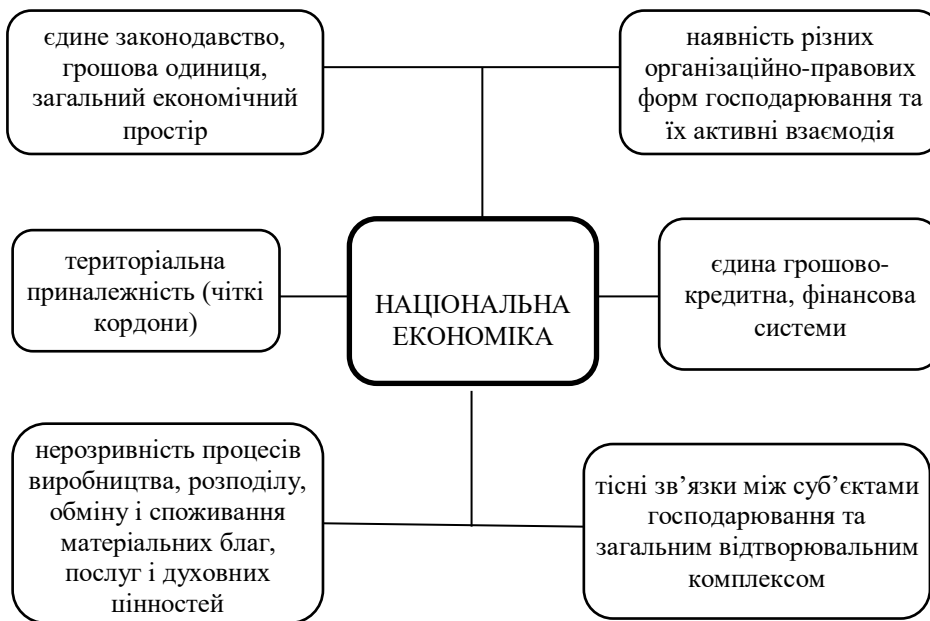 єдине законодавство,
грошова одиниця,
загальний економічний
простір
наявність різних
організаційно-правових
форм господарювання та
їх активні взаємодія
територіальна
приналежність (чіткі
кордони)
НАЦІОНАЛЬНА
ЕКОНОМІКА
єдина грошово-
кредитна, фінансова
системи
нерозривність процесів
виробництва, розподілу,
обміну і споживання
матеріальних благ,
послуг і духовних
цінностей
тісні зв’язки між суб’єктами
господарювання та
загальним відтворювальним
комплексом